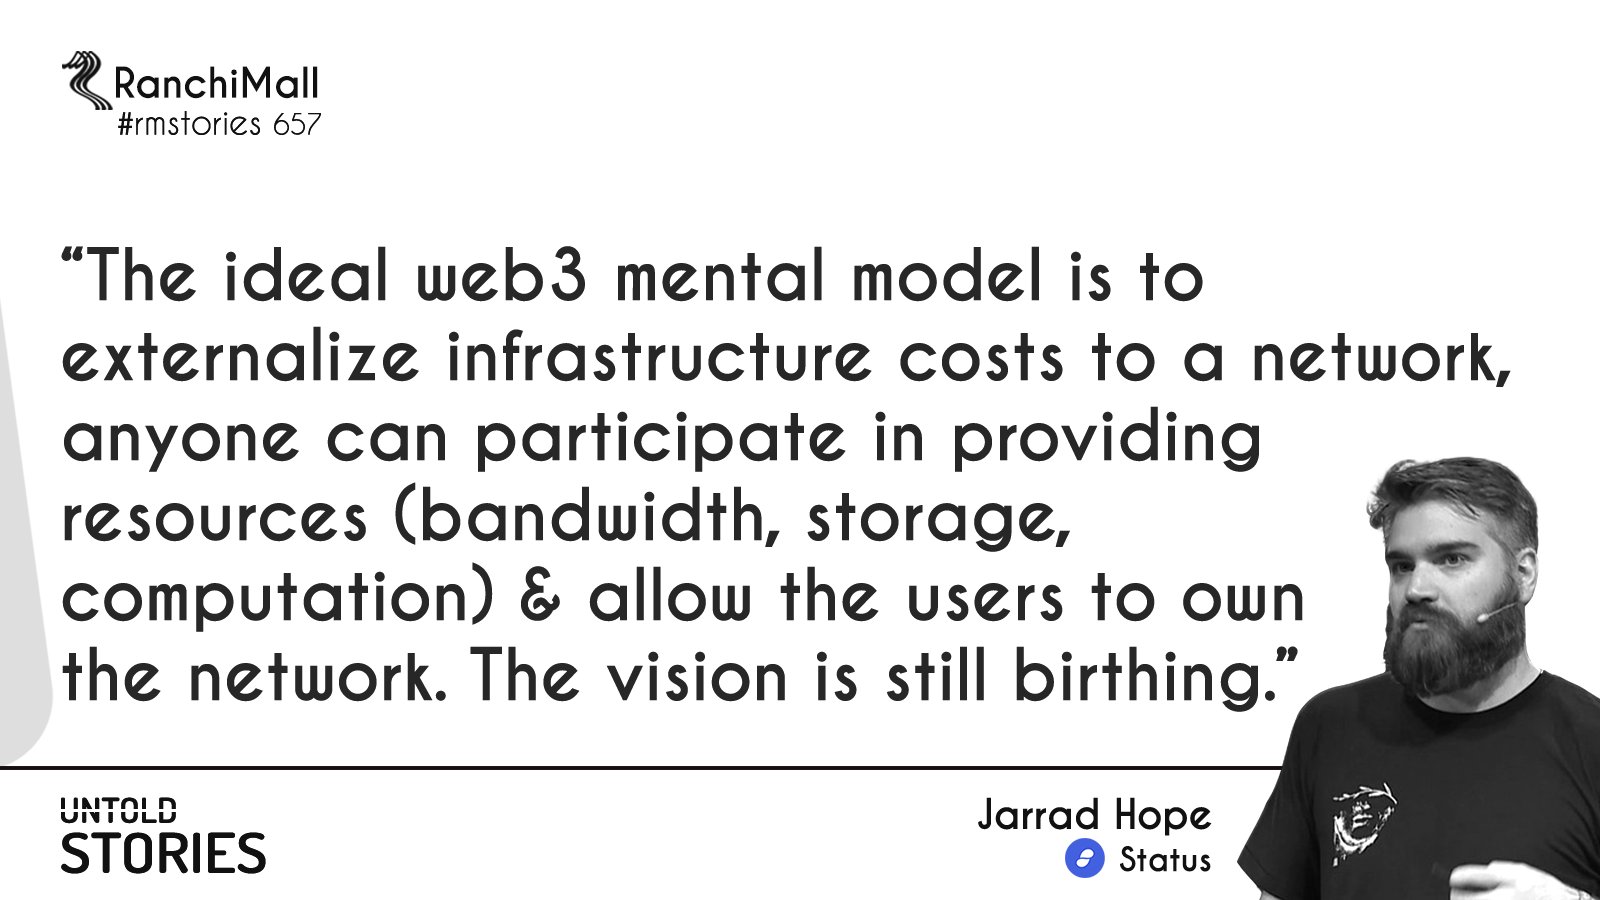 RanchiMall
#rmstories 657
“The ideal web3 mental model is to
externalize infrastructure costs to a network,
anyone can participate in providing
resources (bandwidth, storage,
computation) & allow the users to own
the network. The vision is still birthing.”
UNTOLD
STORIES
Jarrad Hope
Status